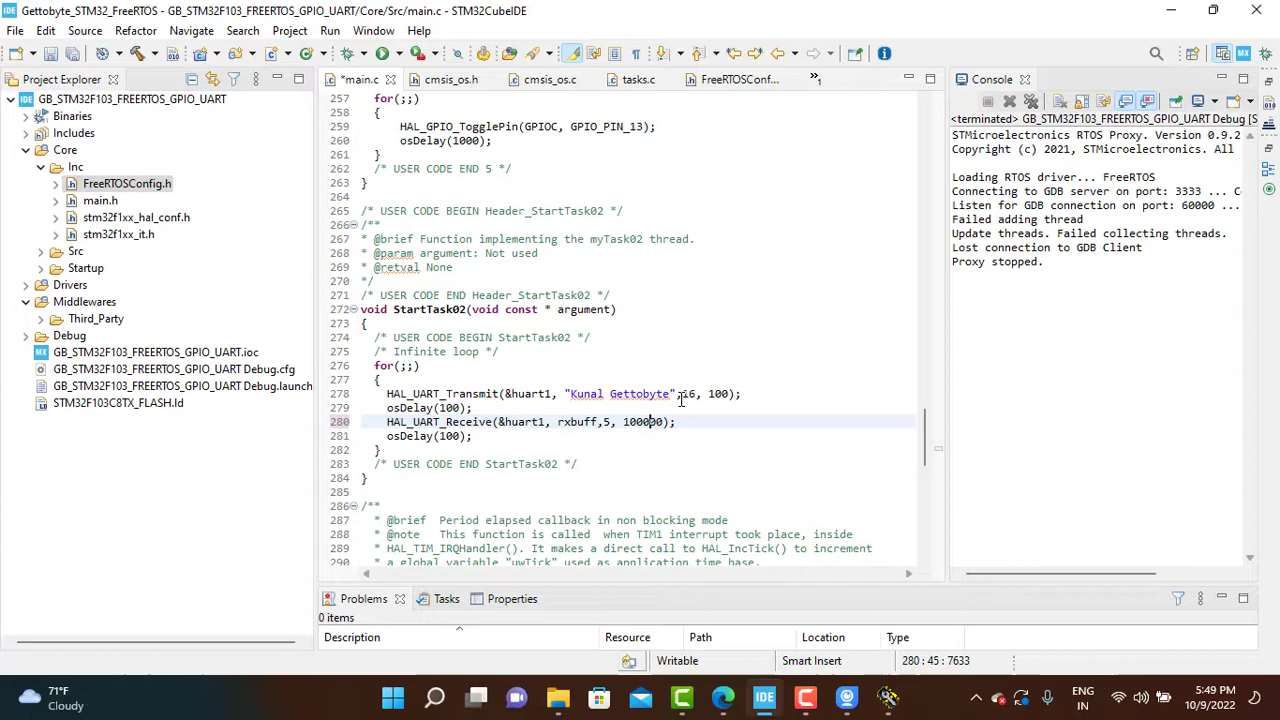 Gettobyte_STM32_FreeRTOS - GB_STM32F103_FREERTOS_GPIO_UART/Core/Src/main.c - STM32CubeIDE
File Edit Source Refactor Navigate Search Project Run Window Help
Project Explorer
*main.c cmsis_os.h cmsis_os.c tasks.c FreeRTOSConf... »1
Console
GB_STM32F103_FREERTOS_GPIO_UART
Binaries
Includes
Core
Inc
FreeRTOSConfig.h
main.h
stm32f1xx_hal_conf.h
stm32f1xx_it.h
Src
Startup
Drivers
Middlewares
Third_Party
Debug
GB_STM32F103_FREERTOS_GPIO_UART.ioc
GB_STM32F103_FREERTOS_GPIO_UART Debug.cfg
GB_STM32F103_FREERTOS_GPIO_UART Debug.launch
STM32F103C8TX_FLASH.ld
257 for(;;)
258 {
259 HAL_GPIO_TogglePin(GPIOC, GPIO_PIN_13);
260 osDelay(1000);
261 }
262 /* USER CODE END 5 */
263 }
264
265 /* USER CODE BEGIN Header_StartTask02 */
266 /**
267 * @brief Function implementing the myTask02 thread.
268 * @param argument: Not used
269 * @retval None
270 */
271 /* USER CODE END Header_StartTask02 */
272 void StartTask02(void const * argument)
273 {
274 /* USER CODE BEGIN StartTask02 */
275 /* Infinite loop */
276 for(;;)
277 {
278 HAL_UART_Transmit(&huart1, "Kunal Gettobyte",16, 100);
279 osDelay(100);
280 HAL_UART_Receive(&huart1, rxbuff,5, 100000);
281 osDelay(100);
282 }
283 /* USER CODE END StartTask02 */
284 }
285
286 /**
287 * @brief Period elapsed callback in non blocking mode
288 * @note This function is called when TIM1 interrupt took place, inside
289 * HAL_TIM_IRQHandler(). It makes a direct call to HAL_IncTick() to increment
290 * a global variable "uwTick" used as application time base.
<terminated> GB_STM32F103_FREERTOS_GPIO_UART Debug [S
STMicroelectronics RTOS Proxy. Version 0.9.2
Copyright (c) 2021, STMicroelectronics. All
Loading RTOS driver... FreeRTOS
Connecting to GDB server on port: 3333 ... C
Listen for GDB connection on port: 60000 ...
Failed adding thread
Update threads. Failed collecting threads.
Lost connection to GDB Client
Proxy stopped.
Problems Tasks Properties
0 items
Description Resource Path Location Type
Writable Smart Insert 280 : 45 : 7633
71°F
Cloudy
IDE
ENG
IN
5:49 PM
10/9/2022